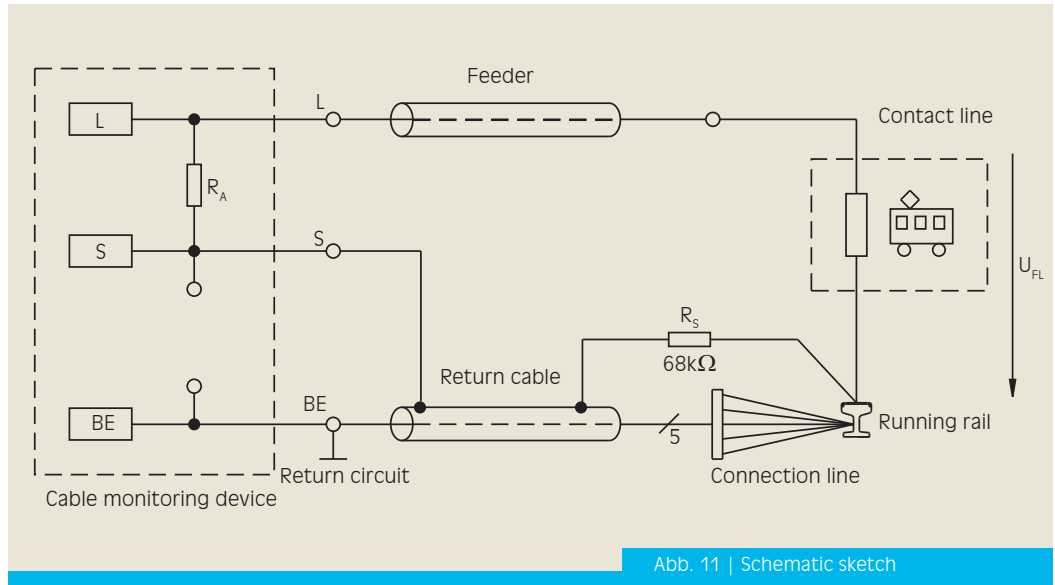 Feeder
L
L
Contact line
R_A
S
S
U_FL
R_S
68kΩ
Return cable
BE
BE
5
Running rail
Return circuit
Connection line
Cable monitoring device
Abb. 11 | Schematic sketch